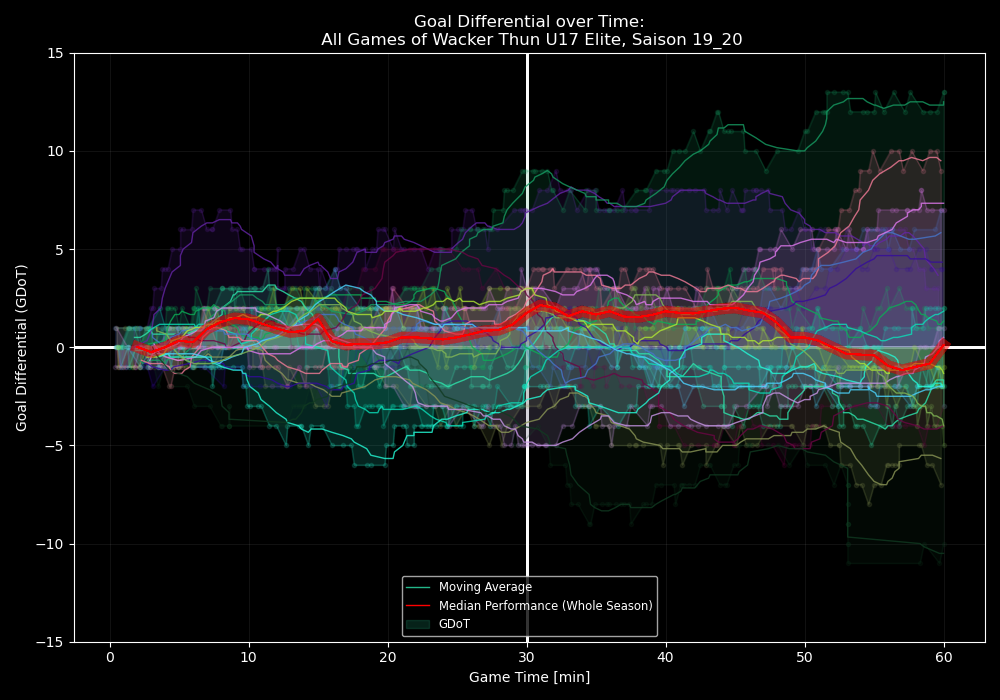 Goal Differential over Time:
All Games of Wacker Thun U17 Elite, Saison 19_20
Goal Differential (GDoT)
15
10
5
0
−5
−10
−15
Moving Average
Median Performance (Whole Season)
GDoT
0 10 20 30 40 50 60
Game Time [min]